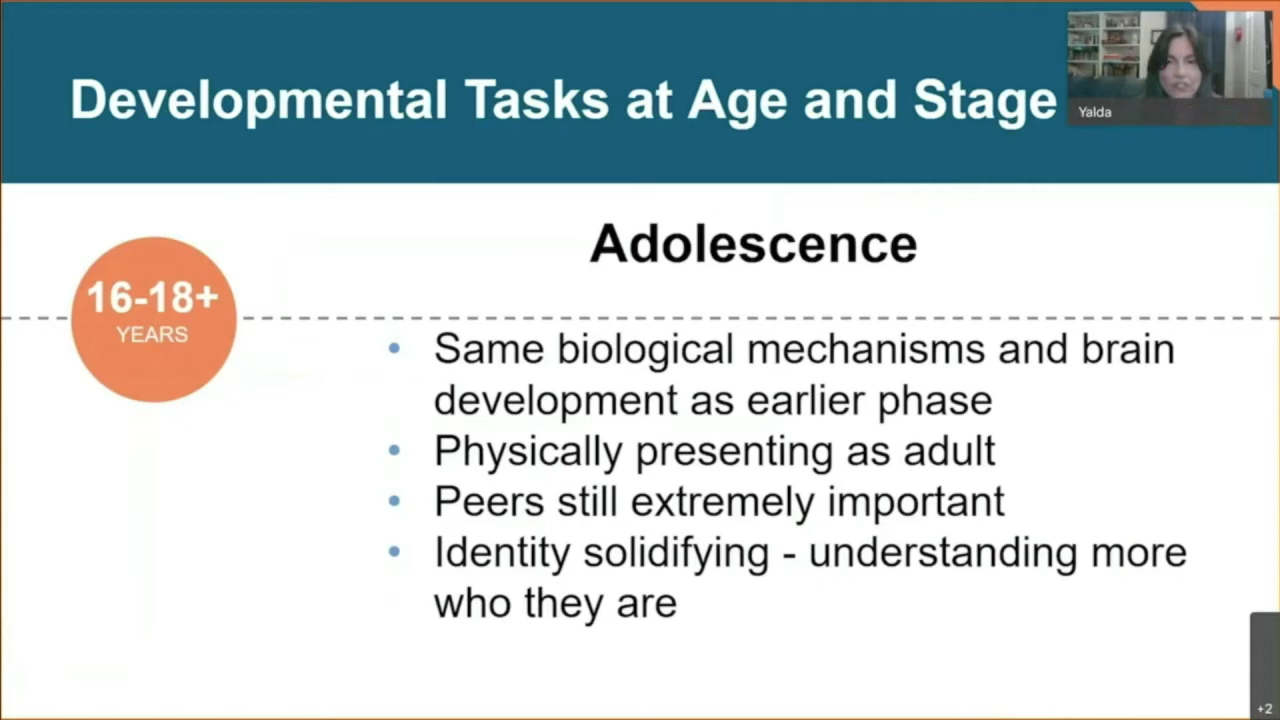 Developmental Tasks at Age and Stage
Yalda
Adolescence
16-18+
YEARS
• Same biological mechanisms and brain
development as earlier phase
• Physically presenting as adult
• Peers still extremely important
• Identity solidifying - understanding more
who they are
+2